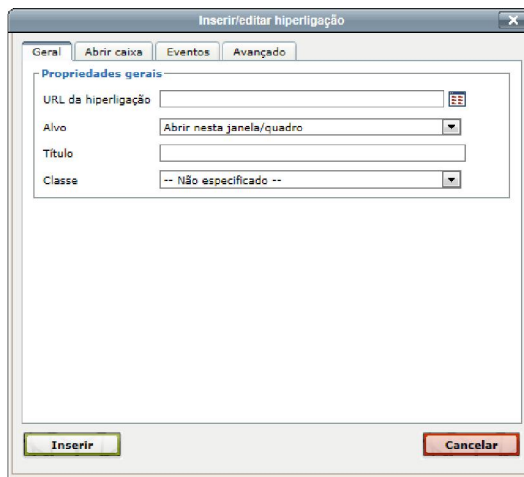 Inserir/editar hiperligação
Geral Abrir caixa Eventos Avançado
Propriedades gerais
URL da hiperligação
Alvo Abrir nesta janela/quadro
Título
Classe -- Não especificado --
Inserir Cancelar